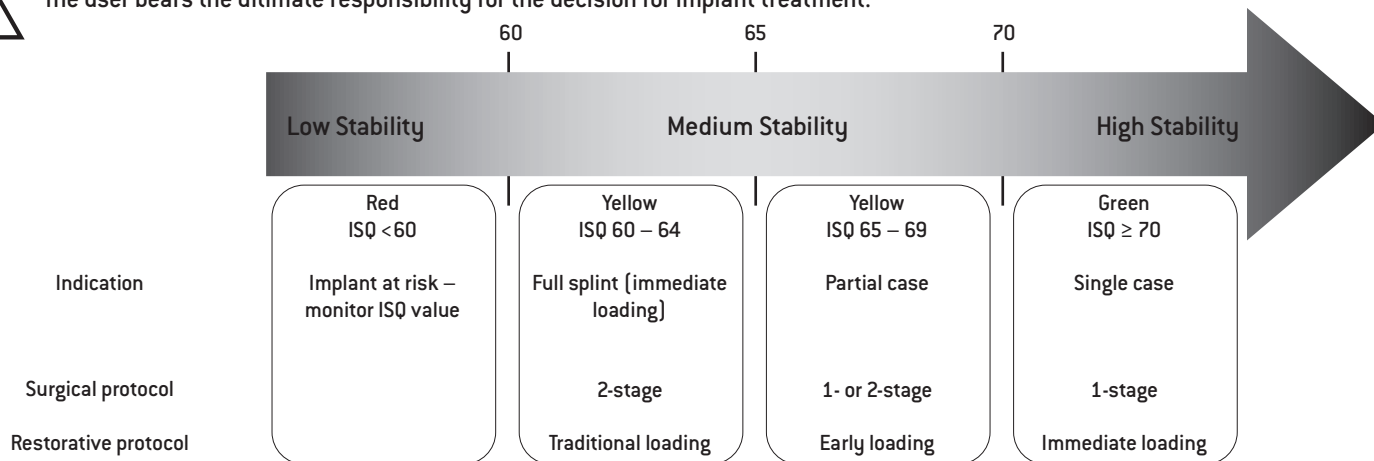 The user bears the ultimate responsibility for the decision for implant treatment.
60 65 70
Low Stability Medium Stability High Stability
Red Yellow Yellow Green
ISQ <60 ISQ 60 – 64 ISQ 65 – 69 ISQ ≥ 70
Indication Implant at risk – Full splint (immediate Partial case Single case
monitor ISQ value loading)
Surgical protocol 2-stage 1- or 2-stage 1-stage
Restorative protocol Traditional loading Early loading Immediate loading